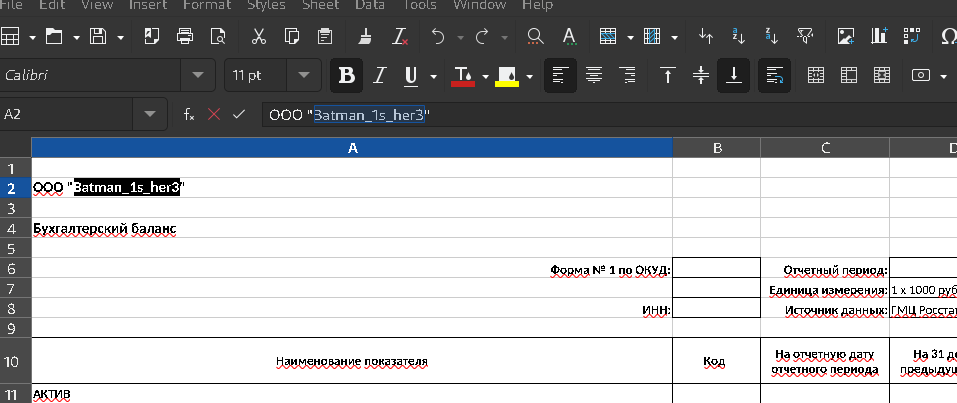 File Edit View Insert Format Styles Sheet Data Tools Window Help
Calibri 11 pt B I U
A2 fx ООО "Batman_1s_her3"
A B C D
1
2 ООО "Batman_1s_her3"
3
4 Бухгалтерский баланс
5
6 Форма № 1 по ОКУД: Отчетный период:
7 Единица измерения: 1 x 1000 руб
8 ИНН: Источник данных: ГМЦ Росстат
9
10 Наименование показателя Код На отчетную дату отчетного периода На 31 де предыдущ
11 АКТИВ